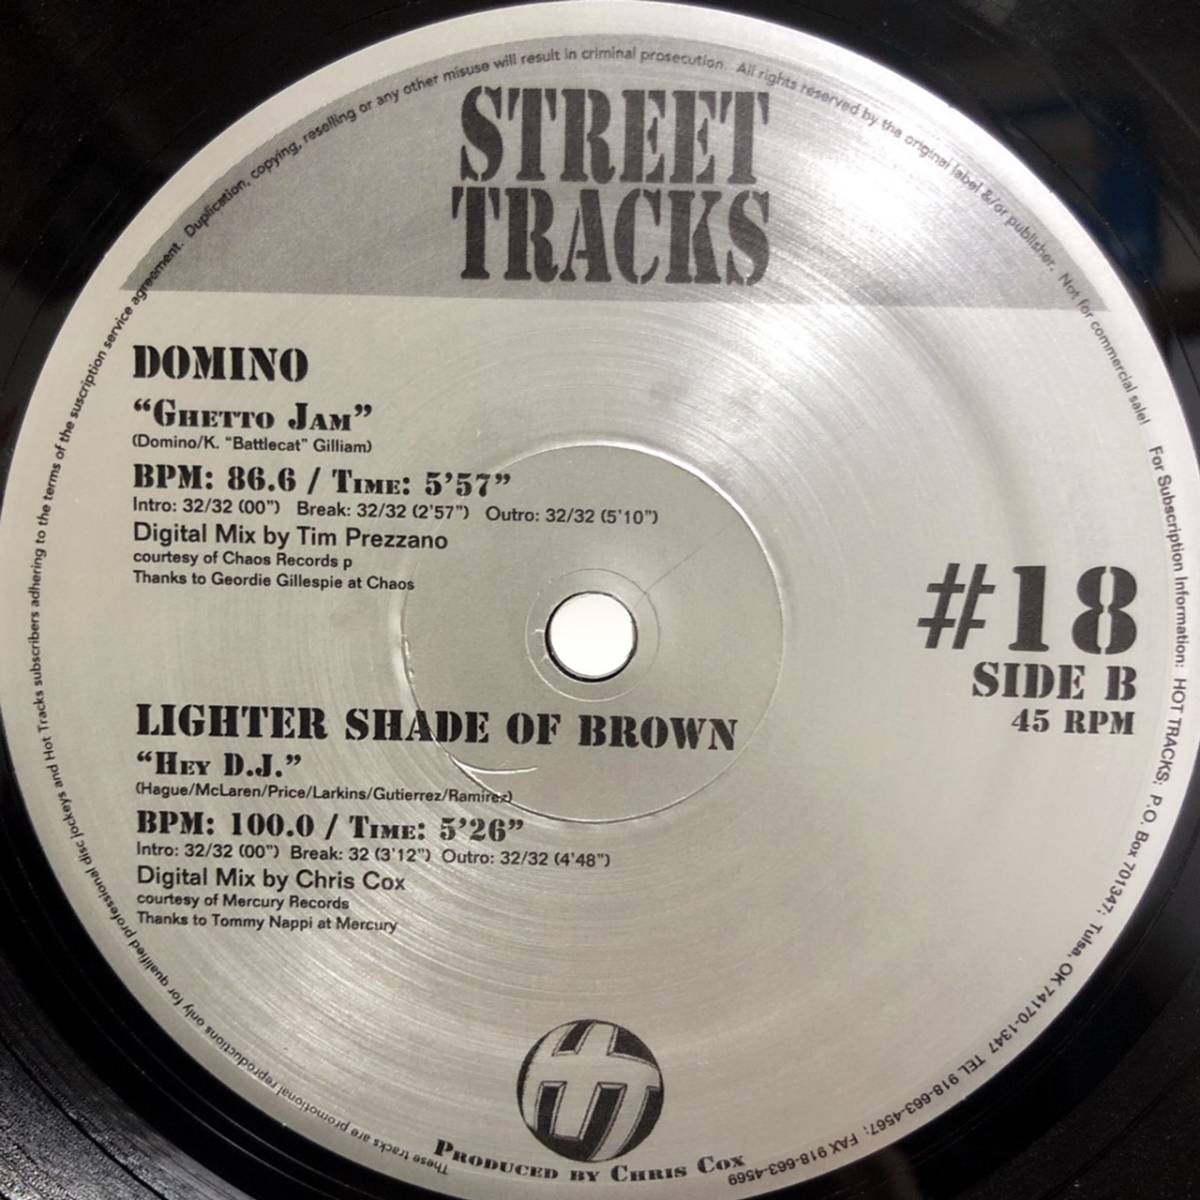 STREET
TRACKS
DOMINO
“GHETTO JAM”
(Domino/K. "Battlecat" Gilliam)
BPM: 86.6 / TIME: 5’57”
Intro: 32/32 (00") Break: 32/32 (2'57") Outro: 32/32 (5'10")
Digital Mix by Tim Prezzano
courtesy of Chaos Records p
Thanks to Geordie Gillespie at Chaos
#18
SIDE B
45 RPM
LIGHTER SHADE OF BROWN
“HEY D.J.”
(Hague/McLaren/Price/Larkins/Gutierrez/Ramirez)
BPM: 100.0 / TIME: 5’26”
Intro: 32/32 (00") Break: 32 (3'12") Outro: 32/32 (4'48")
Digital Mix by Chris Cox
courtesy of Mercury Records
Thanks to Tommy Nappi at Mercury
PRODUCED BY CHRIS COX
These tracks are promotional reproductions only for qualified professional disc jockeys and Hot Tracks subscribers adhering to the terms of the suscription service agreement. Duplication, copying, reselling or any other misuse will result in criminal prosecution. All rights reserved by the original label &/or publisher. Not for commercial sale! For Subscription Information: HOT TRACKS; P.O. Box 701347; Tulsa, OK 74170-1347 TEL 918-663-4567; FAX 918-663-4569